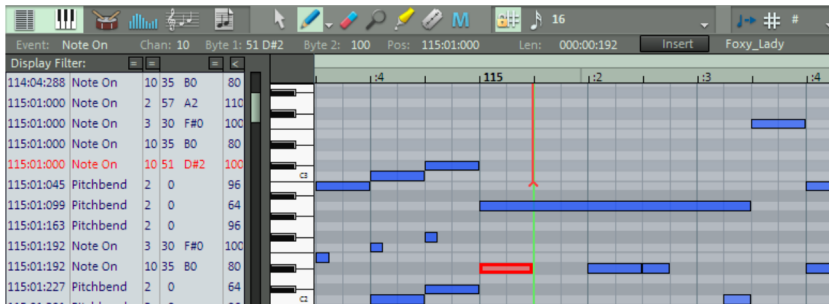 M 16 #
Event: Note On Chan: 10 Byte 1: 51 D#2 Byte 2: 100 Pos: 115:01:000 Len: 000:00:192 Insert Foxy_Lady
Display Filter: = = = <
:4 115 :2 :3 :4
114:04:288 Note On 10 35 B0 80
115:01:000 Note On 2 57 A2 110
115:01:000 Note On 3 30 F#0 100
115:01:000 Note On 10 35 B0 80
115:01:000 Note On 10 51 D#2 100
C3
115:01:045 Pitchbend 2 0 96
115:01:099 Pitchbend 2 0 64
115:01:163 Pitchbend 2 0 96
115:01:192 Note On 3 30 F#0 100
115:01:192 Note On 10 35 B0 80
115:01:227 Pitchbend 2 0 64
C2